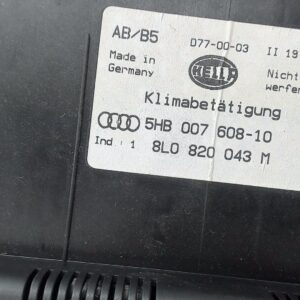 AB/B5 077-00-03 II 19
Made in Germany HELLA Nicht werfen
Klimabetätigung
5HB 007 608-10
Ind. 1 8L0 820 043 M